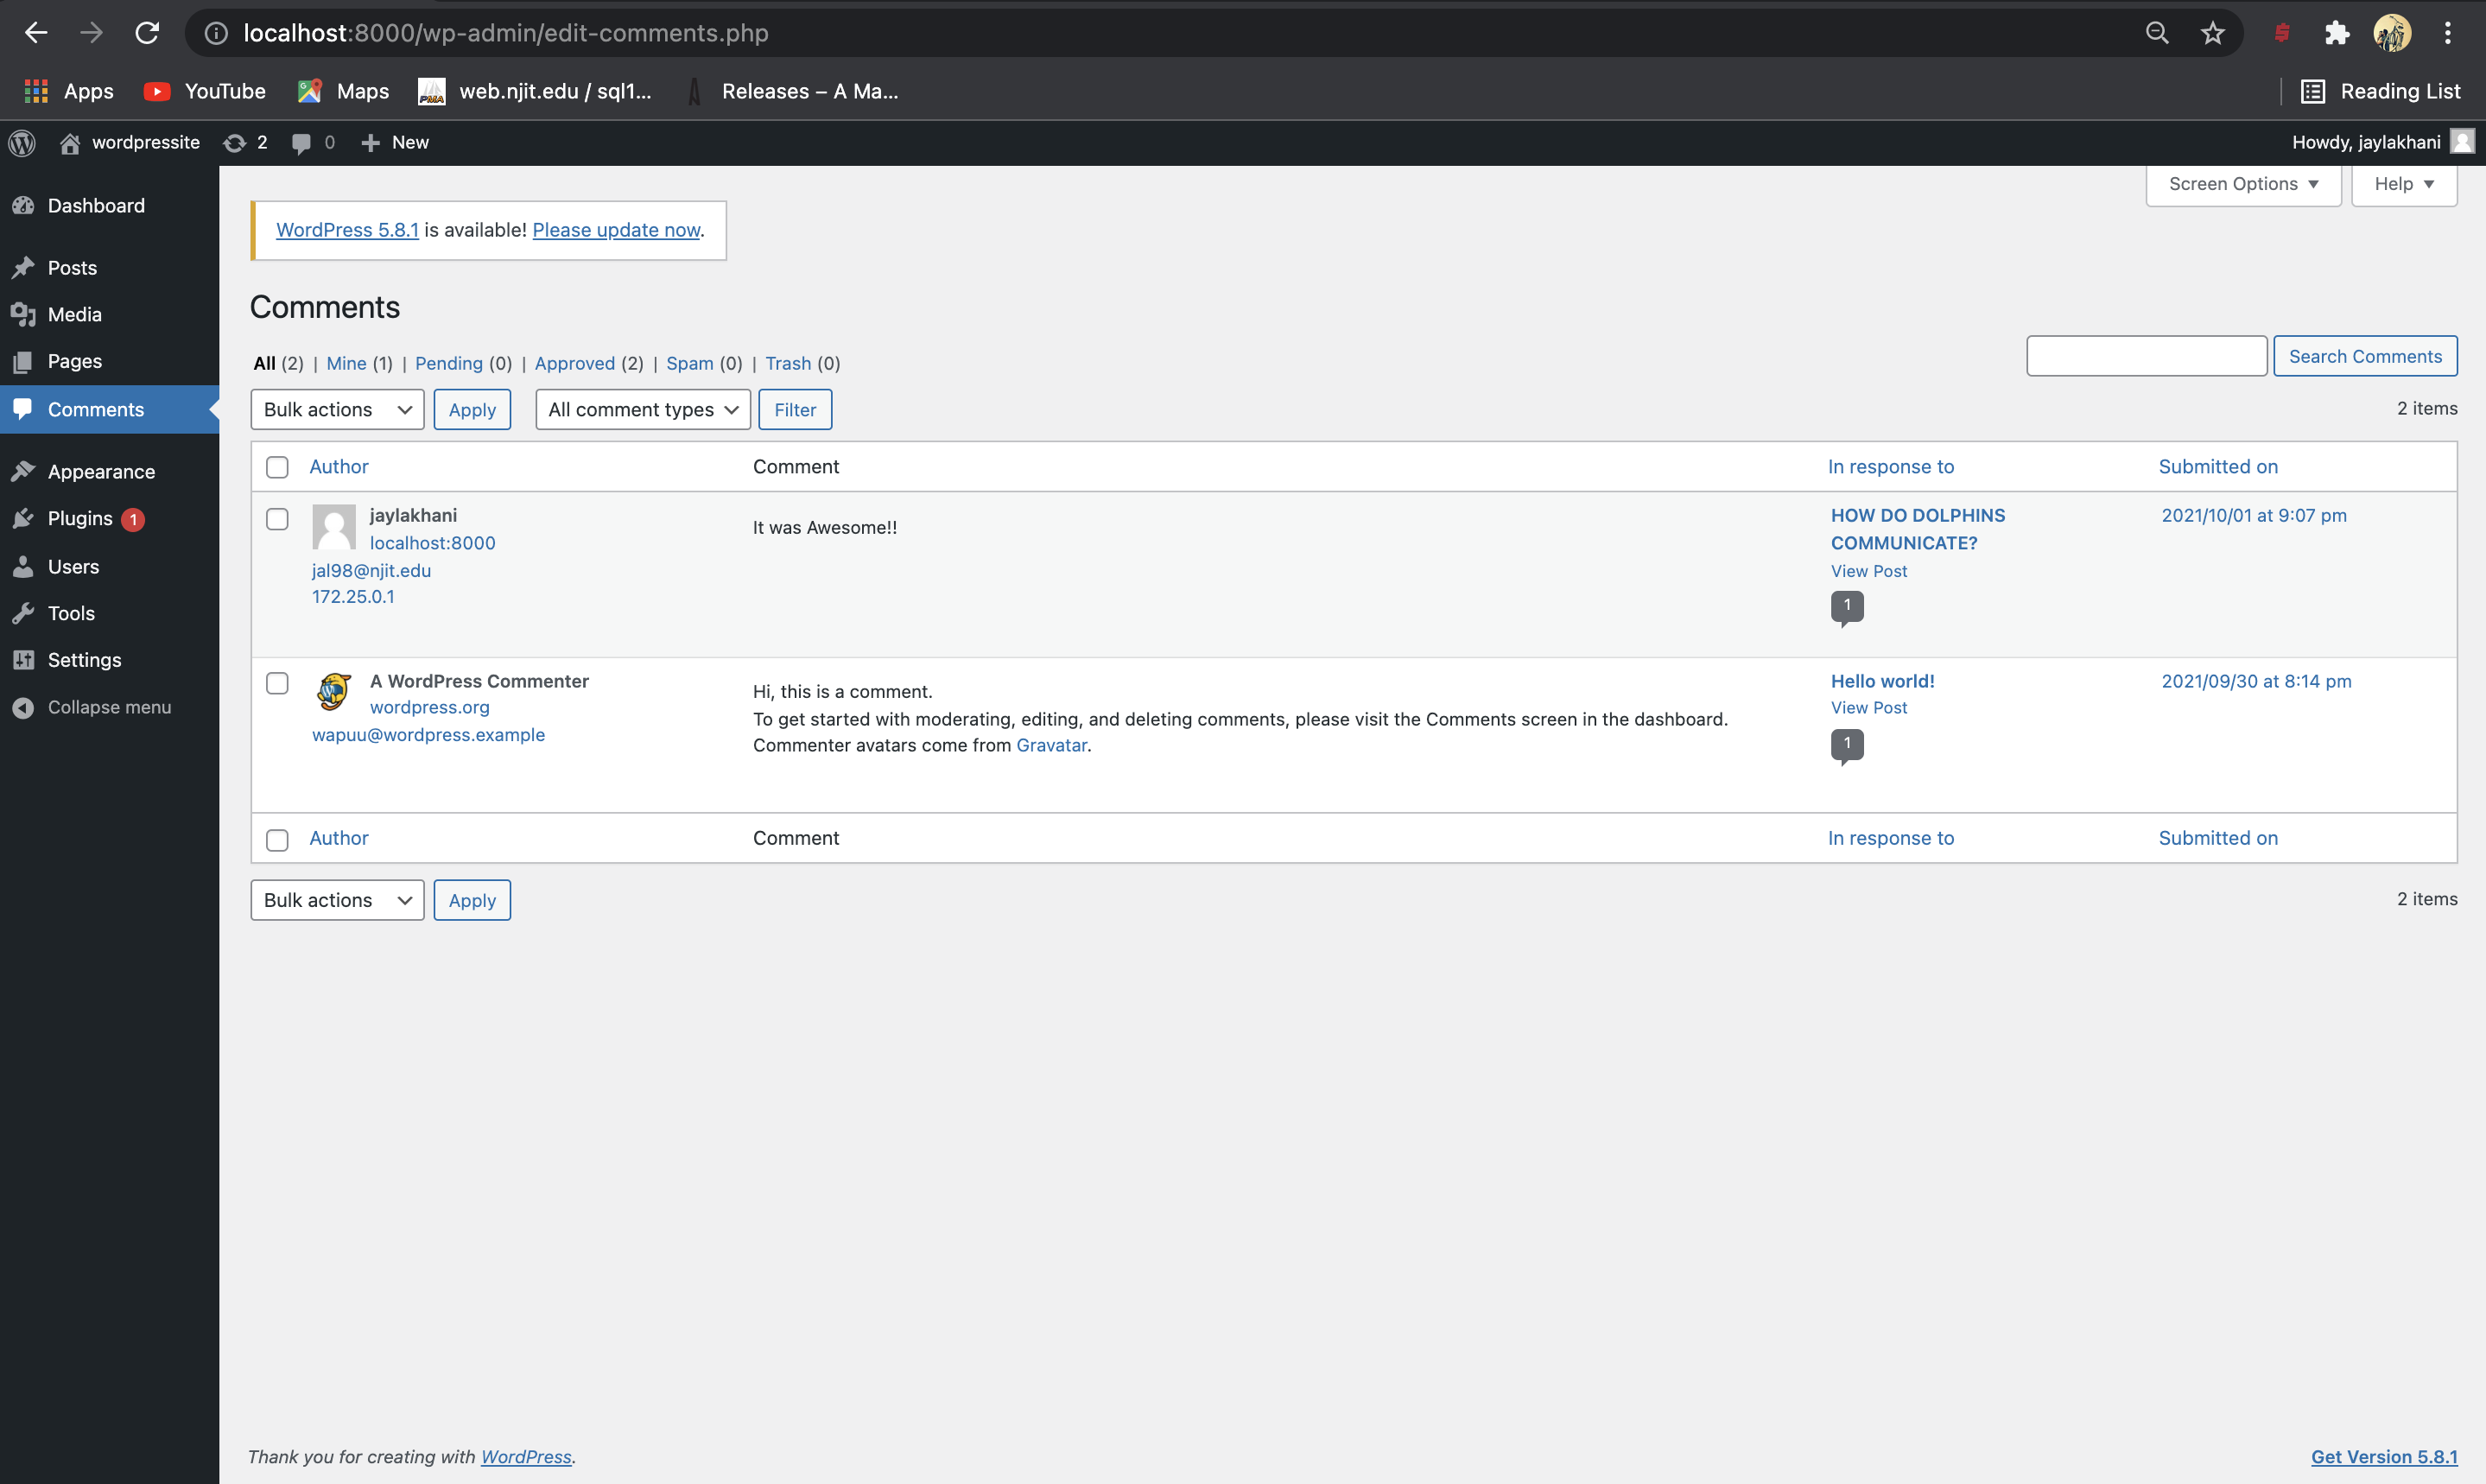 localhost:8000/wp-admin/edit-comments.php
Apps YouTube Maps PMA web.njit.edu / sql1... Releases – A Ma... Reading List
wordpressite 2 0 New Howdy, jaylakhani
Dashboard
Posts
Media
Pages
Comments
Appearance
Plugins 1
Users
Tools
Settings
Collapse menu
Screen Options Help
WordPress 5.8.1 is available! Please update now.
Comments
All (2) | Mine (1) | Pending (0) | Approved (2) | Spam (0) | Trash (0)
Search Comments
Bulk actions Apply All comment types Filter 2 items
Author Comment In response to Submitted on
jaylakhani
localhost:8000
jal98@njit.edu
172.25.0.1
It was Awesome!!
HOW DO DOLPHINS
COMMUNICATE?
View Post
1
2021/10/01 at 9:07 pm
A WordPress Commenter
wordpress.org
wapuu@wordpress.example
Hi, this is a comment.
To get started with moderating, editing, and deleting comments, please visit the Comments screen in the dashboard.
Commenter avatars come from Gravatar.
Hello world!
View Post
1
2021/09/30 at 8:14 pm
Author Comment In response to Submitted on
Bulk actions Apply 2 items
Thank you for creating with WordPress. Get Version 5.8.1